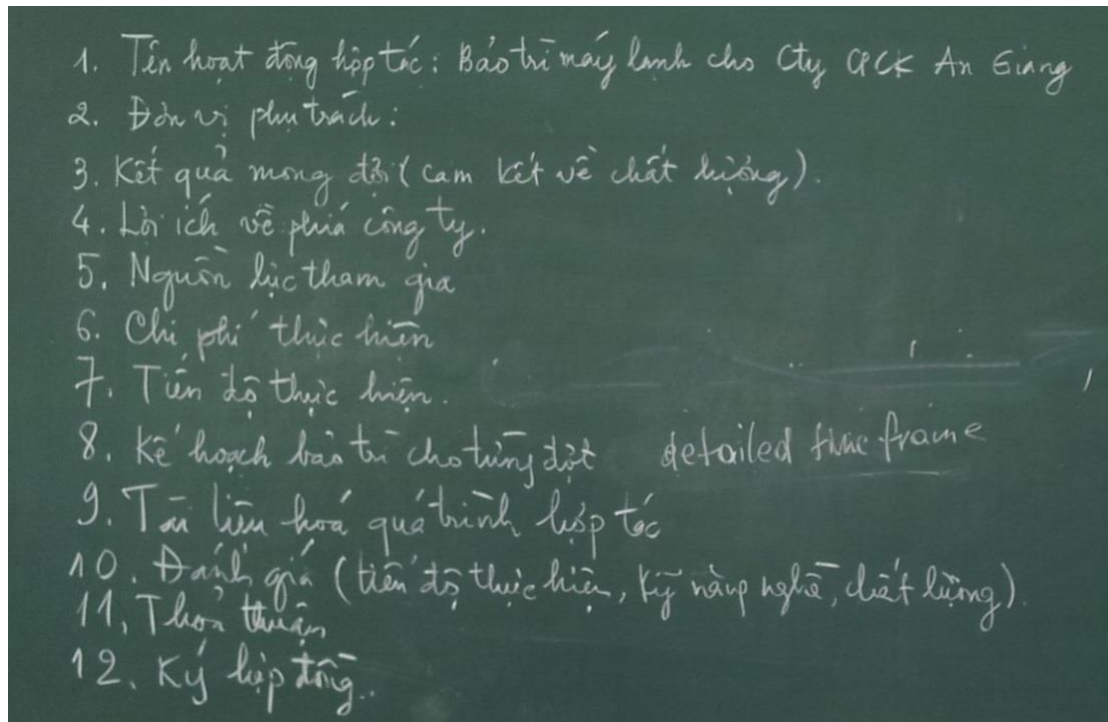 1. Tên hoạt động hợp tác: Bảo trì máy lạnh cho Cty CPCK An Giang
2. Đơn vị phụ trách:
3. Kết quả mong đợi (cam kết về chất lượng).
4. Lợi ích về phía công ty.
5. Nguồn lực tham gia
6. Chi phí thực hiện
7. Tiến độ thực hiện.
8. Kế hoạch bảo trì cho từng đợt detailed time frame
9. Tài liệu hoá quá trình hợp tác
10. Đánh giá (tiến độ thực hiện, kỹ năng nghề, chất lượng).
11. Thoả thuận
12. Ký hợp đồng..